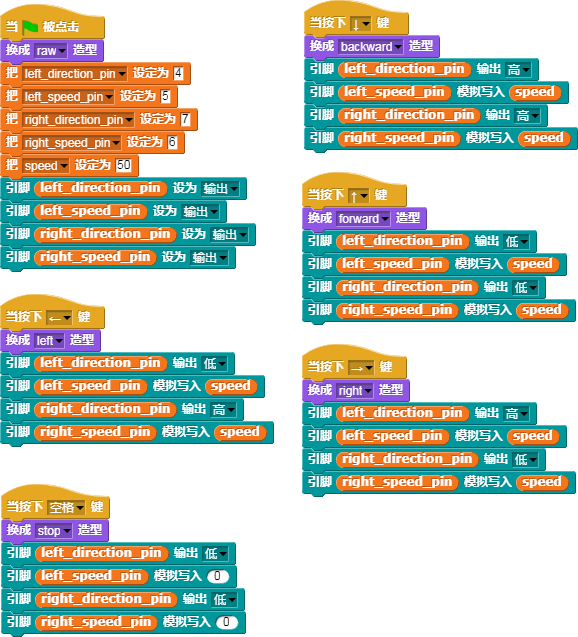 当 被点击
换成 raw 造型
把 left_direction_pin 设定为 4
把 left_speed_pin 设定为 5
把 right_direction_pin 设定为 7
把 right_speed_pin 设定为 6
把 speed 设定为 50
引脚 left_direction_pin 设为 输出
引脚 left_speed_pin 设为 输出
引脚 right_direction_pin 设为 输出
引脚 right_speed_pin 设为 输出
当按下 ← 键
换成 left 造型
引脚 left_direction_pin 输出 低
引脚 left_speed_pin 模拟写入 speed
引脚 right_direction_pin 输出 高
引脚 right_speed_pin 模拟写入 speed
当按下 空格 键
换成 stop 造型
引脚 left_direction_pin 输出 低
引脚 left_speed_pin 模拟写入 0
引脚 right_direction_pin 输出 低
引脚 right_speed_pin 模拟写入 0
当按下 ↓ 键
换成 backward 造型
引脚 left_direction_pin 输出 高
引脚 left_speed_pin 模拟写入 speed
引脚 right_direction_pin 输出 高
引脚 right_speed_pin 模拟写入 speed
当按下 ↑ 键
换成 forward 造型
引脚 left_direction_pin 输出 低
引脚 left_speed_pin 模拟写入 speed
引脚 right_direction_pin 输出 低
引脚 right_speed_pin 模拟写入 speed
当按下 → 键
换成 right 造型
引脚 left_direction_pin 输出 高
引脚 left_speed_pin 模拟写入 speed
引脚 right_direction_pin 输出 低
引脚 right_speed_pin 模拟写入 speed